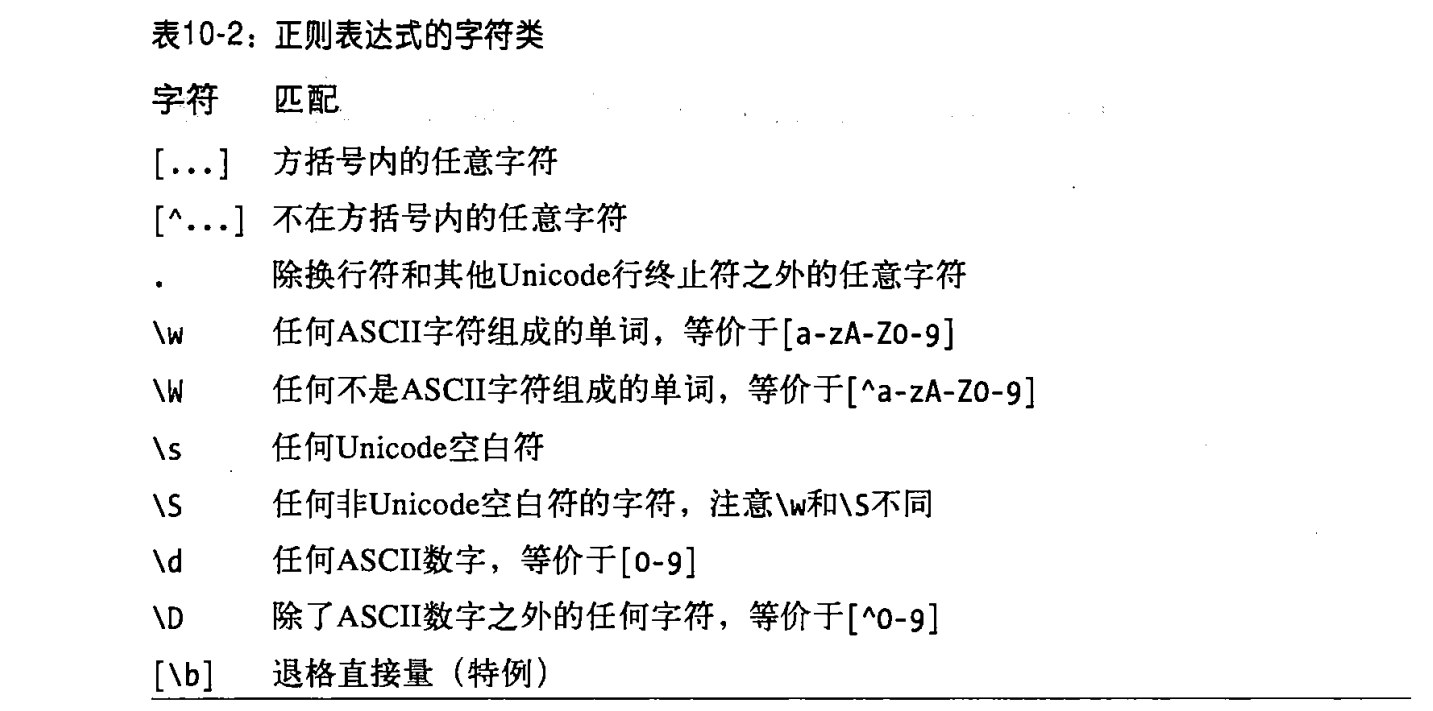 表10-2：正则表达式的字符类
字符 匹配
[...] 方括号内的任意字符
[^...] 不在方括号内的任意字符
. 除换行符和其他Unicode行终止符之外的任意字符
\w 任何ASCII字符组成的单词，等价于[a-zA-Z0-9]
\W 任何不是ASCII字符组成的单词，等价于[^a-zA-Z0-9]
\s 任何Unicode空白符
\S 任何非Unicode空白符的字符，注意\w和\S不同
\d 任何ASCII数字，等价于[0-9]
\D 除了ASCII数字之外的任何字符，等价于[^0-9]
[\b] 退格直接量（特例）